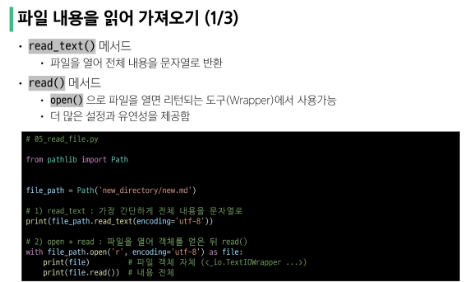 파일 내용을 읽어 가져오기 (1/3)
• read_text() 메서드
• 파일을 열어 전체 내용을 문자열로 반환
• read() 메서드
• open() 으로 파일을 열면 리턴되는 도구(Wrapper)에서 사용가능
• 더 많은 설정과 유연성을 제공함
# 05_read_file.py
from pathlib import Path
file_path = Path('new_directory/new.md')
# 1) read_text : 가장 간단하게 전체 내용을 문자열로
print(file_path.read_text(encoding='utf-8'))
# 2) open + read : 파일을 열어 객체를 얻은 뒤 read()
with file_path.open('r', encoding='utf-8') as file:
    print(file)        # 파일 객체 자체 (<_io.TextIOWrapper ...>)
    print(file.read())  # 내용 전체